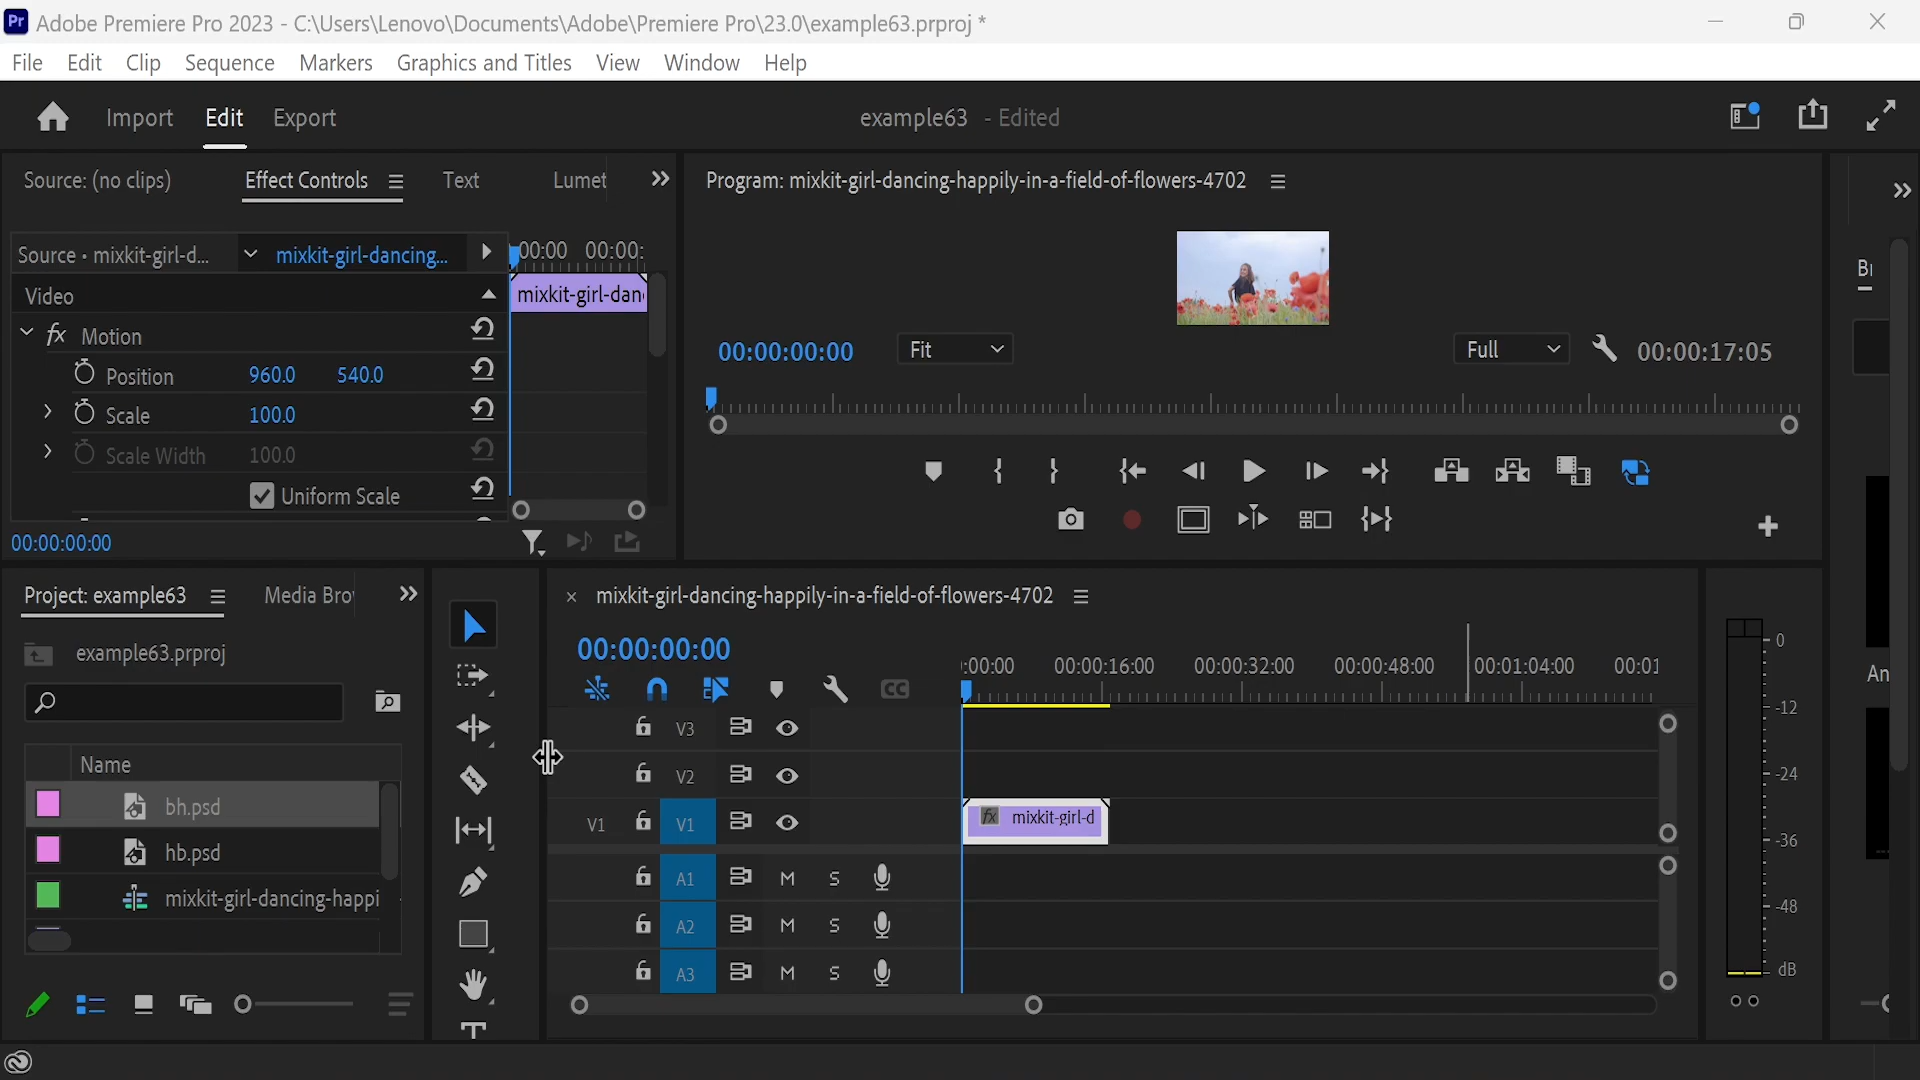 Pr Adobe Premiere Pro 2023 - C:\Users\Lenovo\Documents\Adobe\Premiere Pro\23.0\example63.prproj *
File Edit Clip Sequence Markers Graphics and Titles View Window Help
Import Edit Export
example63 - Edited
Source: (no clips) Effect Controls Text Lumet
Program: mixkit-girl-dancing-happily-in-a-field-of-flowers-4702
Source • mixkit-girl-d... mixkit-girl-dancing...
00:00 00:00:
Video
mixkit-girl-dan
fx Motion
Position 960.0 540.0
Scale 100.0
Scale Width 100.0
Uniform Scale
00:00:00:00
00:00:00:00 Fit Full 00:00:17:05
Project: example63 Media Bro
example63.prproj
Name
bh.psd
hb.psd
mixkit-girl-dancing-happi
mixkit-girl-dancing-happily-in-a-field-of-flowers-4702
00:00:00:00
:00:00 00:00:16:00 00:00:32:00 00:00:48:00 00:01:04:00 00:01
CC
V3
V2
V1 V1
fx mixkit-girl-d
A1 M S
A2 M S
A3 M S
0
-12
-24
-36
-48
dB
An